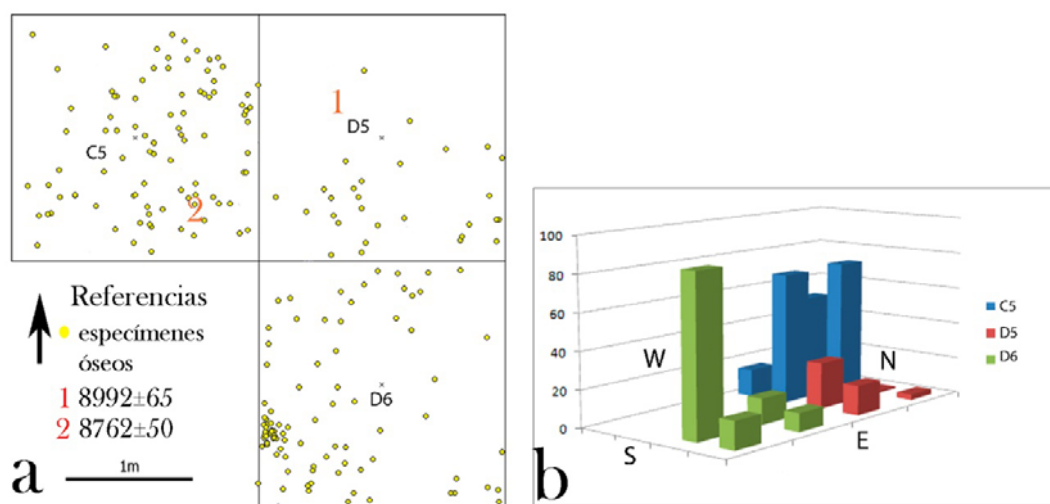 1
D5
C5
2
D6
Referencias
especímenes
óseos
1 8992±65
2 8762±50
1m
a
100
80
60
40
20
0
W
N
S
E
C5
D5
D6
b